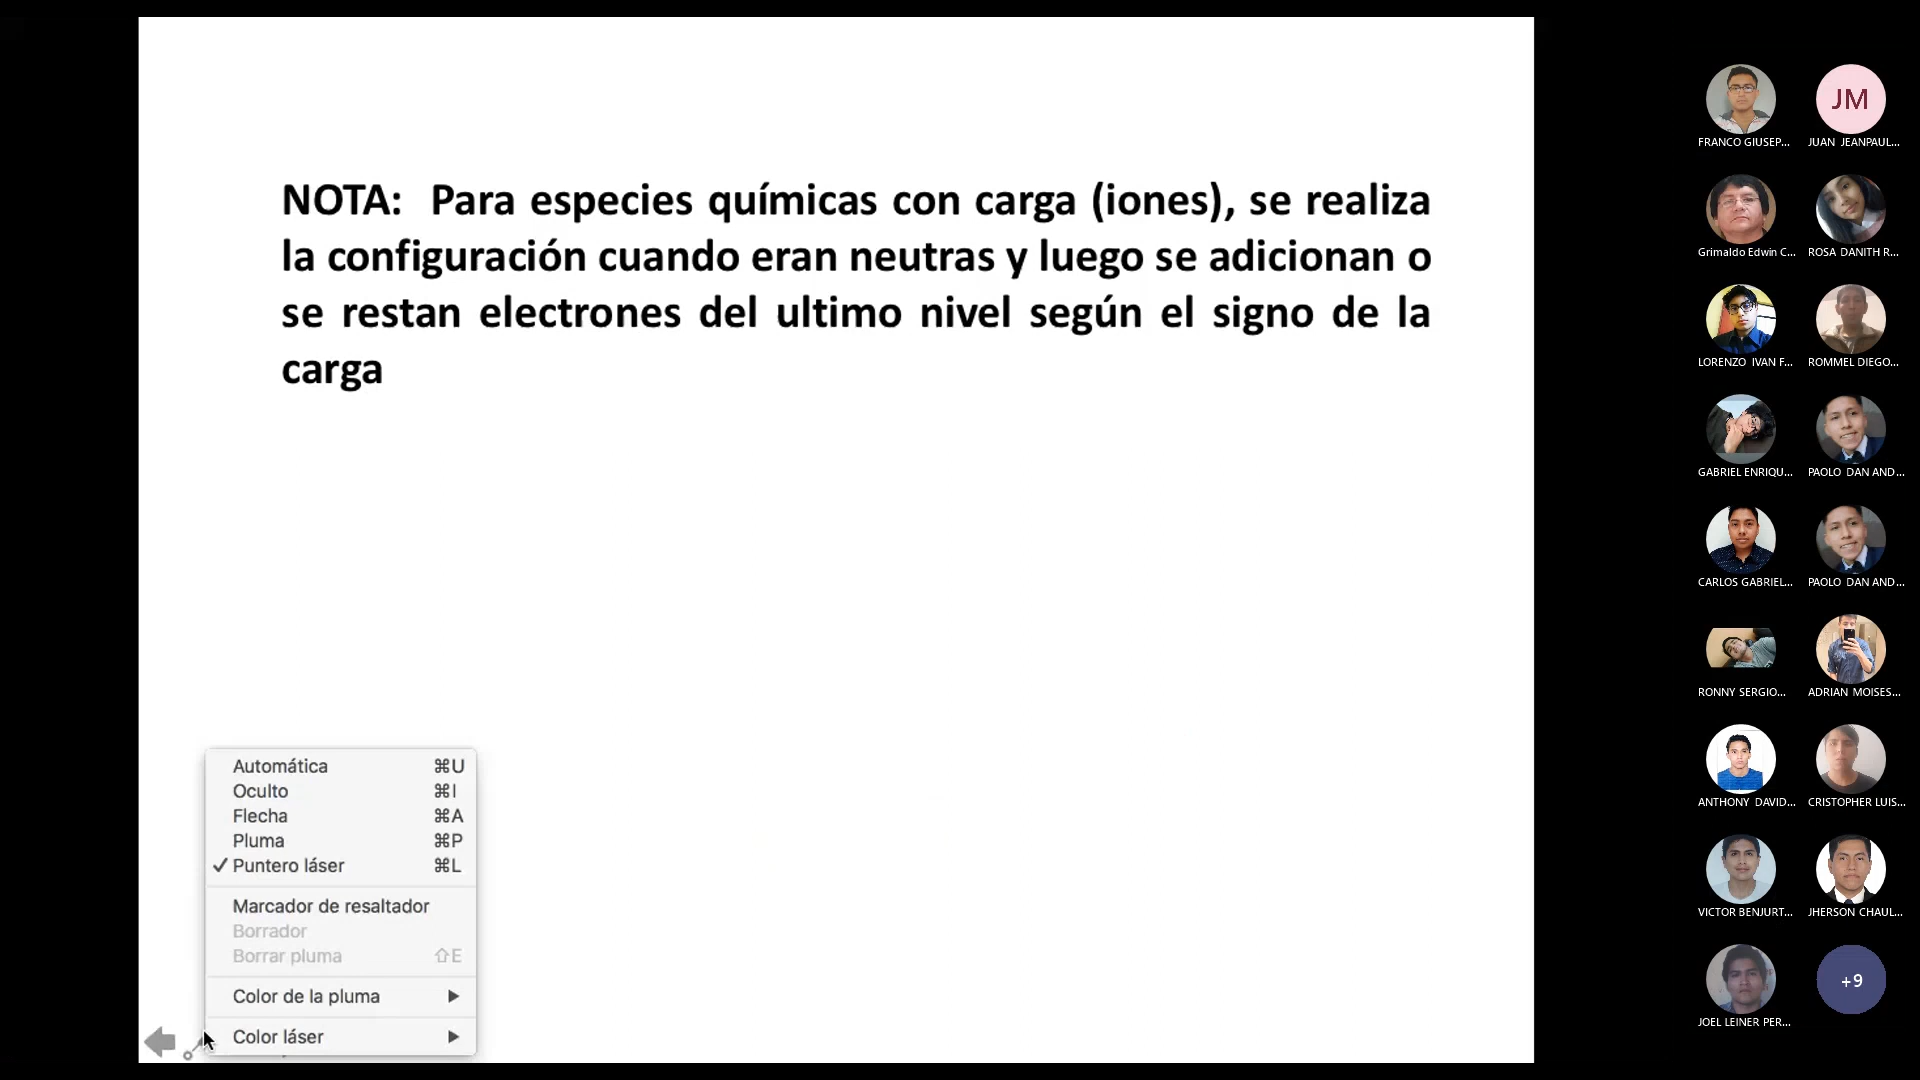 NOTA: Para especies químicas con carga (iones), se realiza
la configuración cuando eran neutras y luego se adicionan o
se restan electrones del ultimo nivel según el signo de la
carga
Automática ⌘U
Oculto ⌘I
Flecha ⌘A
Pluma ⌘P
✓ Puntero láser ⌘L
Marcador de resaltador
Borrador
Borrar pluma ⇧E
Color de la pluma
Color láser
JM
FRANCO GIUSEP... JUAN JEANPAUL...
Grimaldo Edwin C... ROSA DANITH R...
LORENZO IVAN F... ROMMEL DIEGO...
GABRIEL ENRIQU... PAOLO DAN AND...
CARLOS GABRIEL... PAOLO DAN AND...
RONNY SERGIO... ADRIAN MOISES...
ANTHONY DAVID... CRISTOPHER LUIS...
VICTOR BENJURT... JHERSON CHAUL...
+9
JOEL LEINER PER...